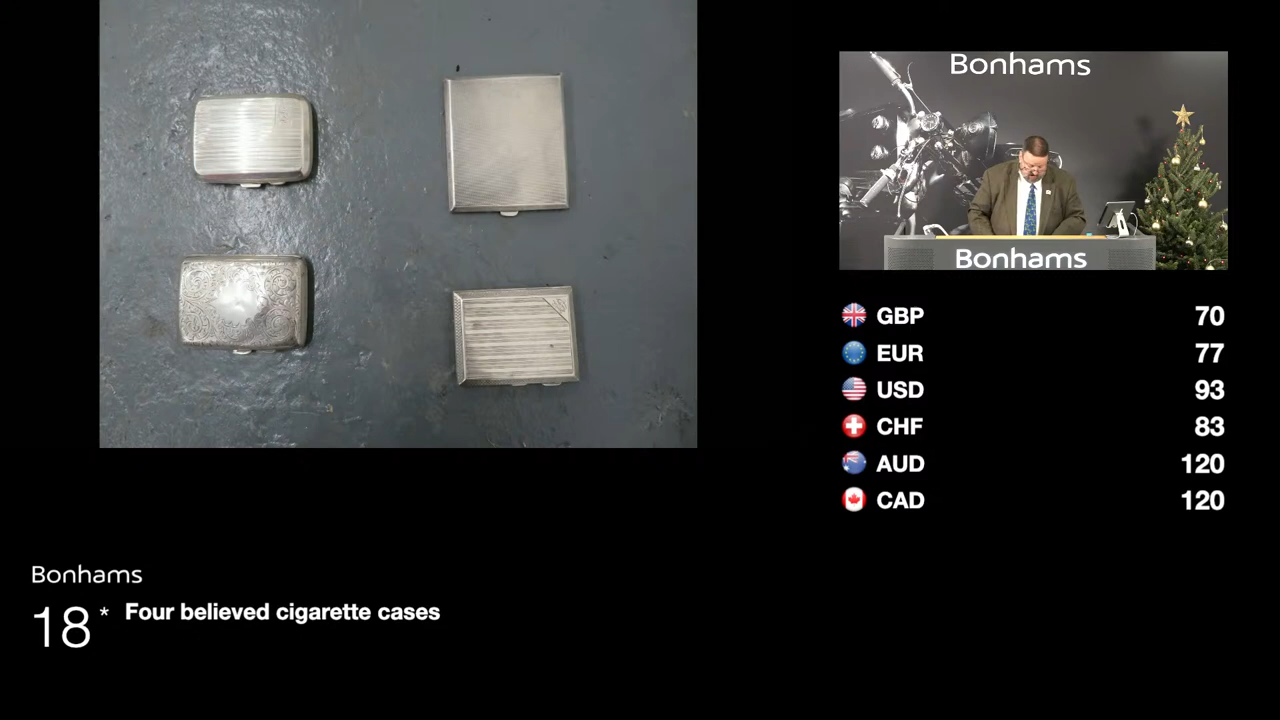 Bonhams
Bonhams
GBP 70
EUR 77
USD 93
CHF 83
AUD 120
CAD 120
Bonhams
18 * Four believed cigarette cases